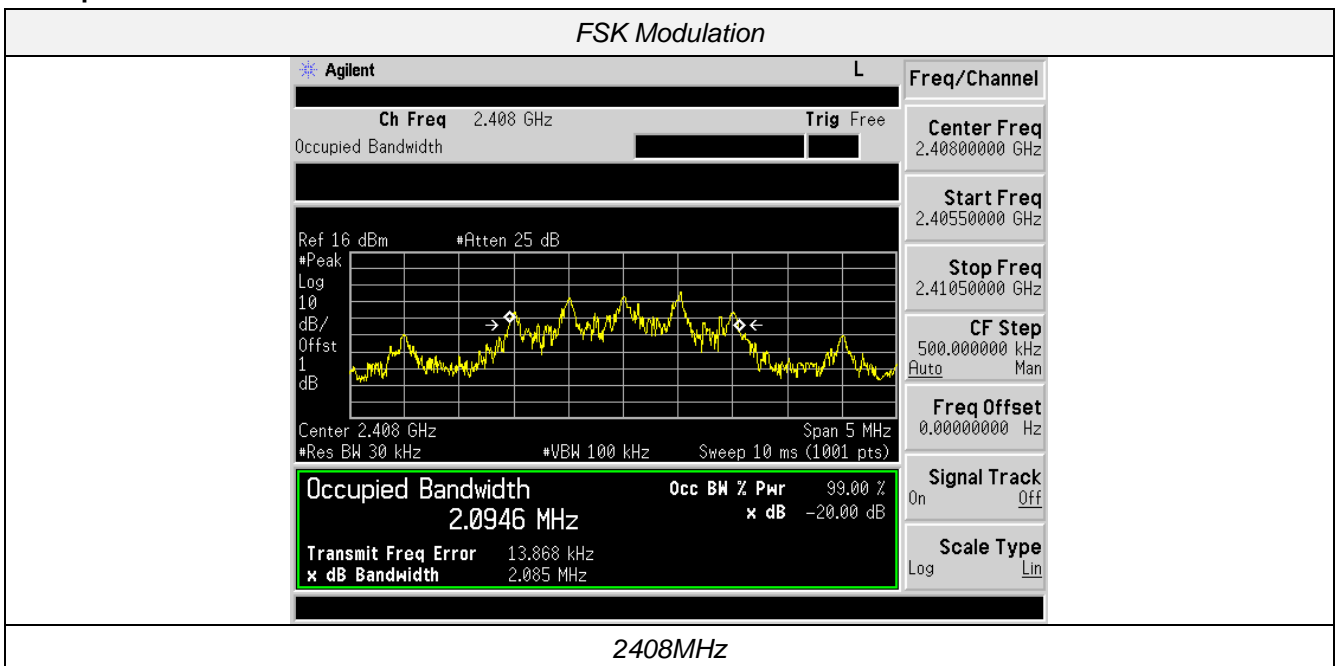 FSK Modulation
Agilent L
Freq/Channel
Ch Freq 2.408 GHz Trig Free
Occupied Bandwidth
Center Freq
2.40800000 GHz
Start Freq
2.40550000 GHz
Stop Freq
2.41050000 GHz
CF Step
500.000000 kHz
Auto Man
Freq Offset
0.00000000 Hz
Signal Track
On Off
Scale Type
Log Lin
Ref 16 dBm #Atten 25 dB
#Peak
Log
10
dB/
Offst
1
dB
Center 2.408 GHz Span 5 MHz
#Res BW 30 kHz #VBW 100 kHz Sweep 10 ms (1001 pts)
Occupied Bandwidth
2.0946 MHz
Occ BW % Pwr 99.00 %
x dB -20.00 dB
Transmit Freq Error 13.868 kHz
x dB Bandwidth 2.085 MHz
2408MHz